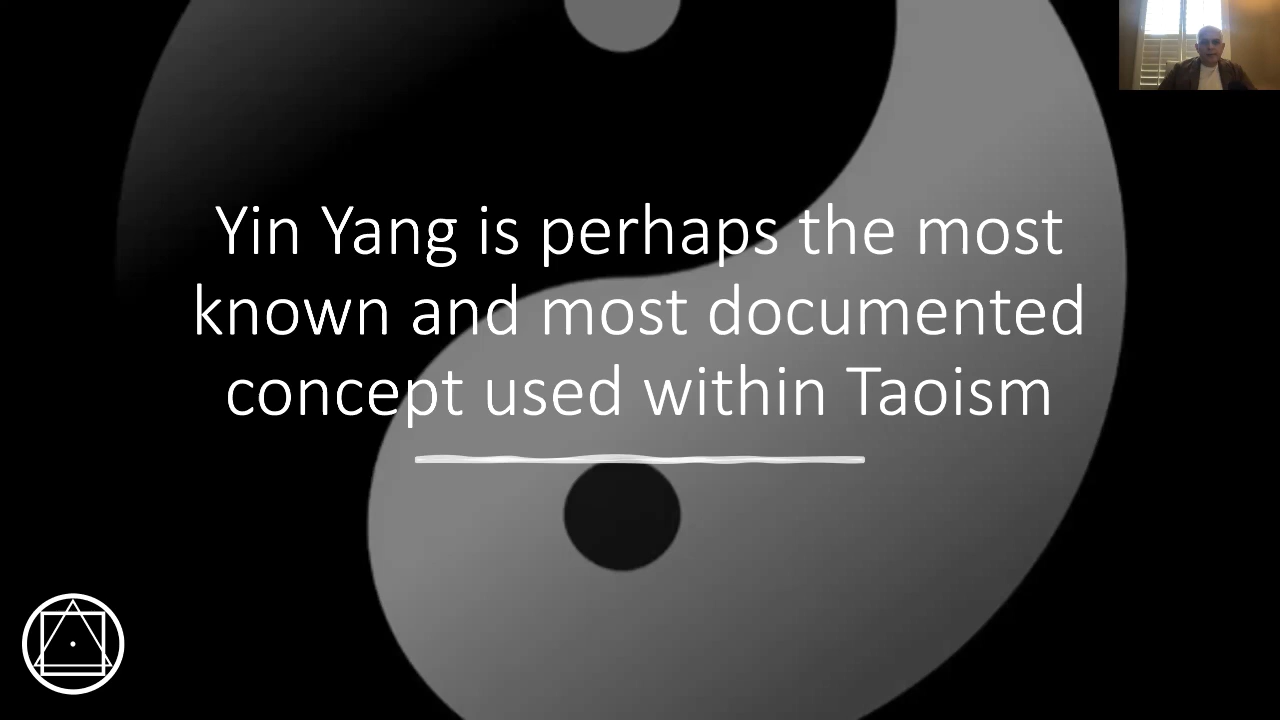 Yin Yang is perhaps the most
known and most documented
concept used within Taoism